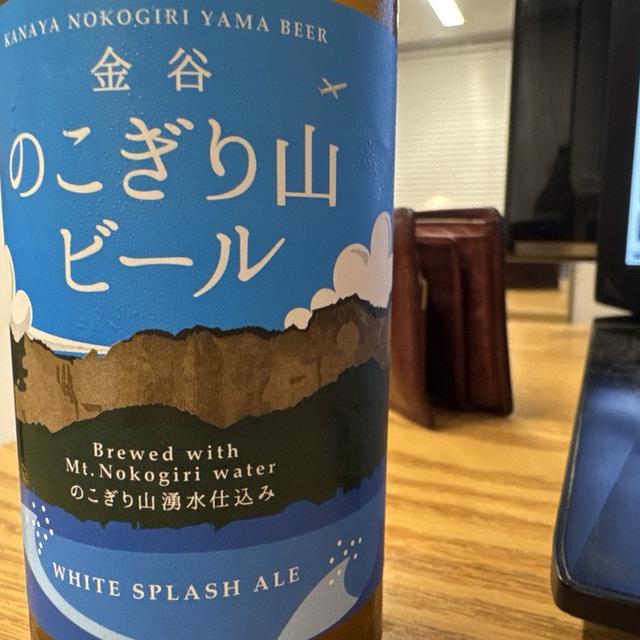 KANAYA NOKOGIRI YAMA BEER
金谷
のこぎり山
ビール
Brewed with
Mt. Nokogiri water
のこぎり山湧水仕込み
WHITE SPLASH ALE